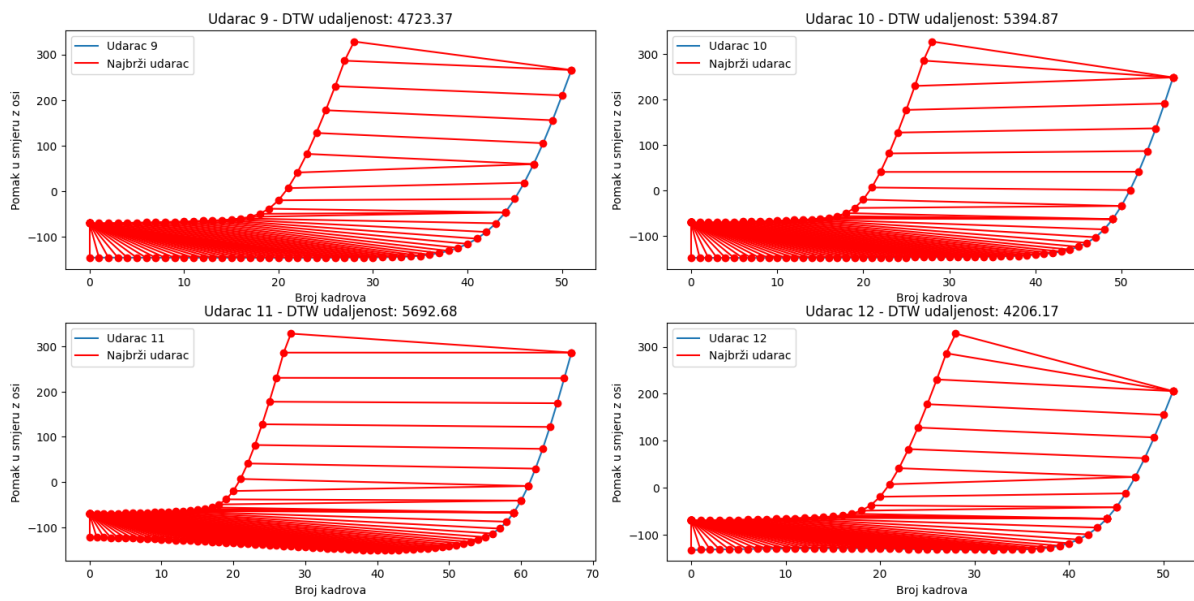 Udarac 9 - DTW udaljenost: 4723.37
Udarac 9
Najbrži udarac
Pomak u smjeru z osi
300
200
100
0
−100
0 10 20 30 40 50
Broj kadrova
Udarac 10 - DTW udaljenost: 5394.87
Udarac 10
Najbrži udarac
Pomak u smjeru z osi
300
200
100
0
−100
0 10 20 30 40 50
Broj kadrova
Udarac 11 - DTW udaljenost: 5692.68
Udarac 11
Najbrži udarac
Pomak u smjeru z osi
300
200
100
0
−100
0 10 20 30 40 50 60 70
Broj kadrova
Udarac 12 - DTW udaljenost: 4206.17
Udarac 12
Najbrži udarac
Pomak u smjeru z osi
300
200
100
0
−100
0 10 20 30 40 50
Broj kadrova